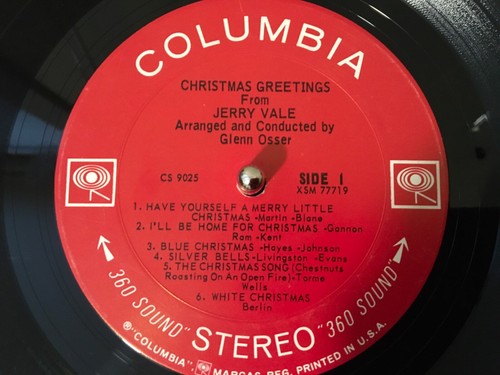 COLUMBIA
CHRISTMAS GREETINGS
From
JERRY VALE
Arranged and Conducted by
Glenn Osser
CS 9025
SIDE 1
XSM 77719
1. HAVE YOURSELF A MERRY LITTLE
CHRISTMAS -Martin -Blane
2. I'LL BE HOME FOR CHRISTMAS -Gannon
Ram -Kent
3. BLUE CHRISTMAS -Hayes -Johnson
4. SILVER BELLS -Livingston -Evans
5. THE CHRISTMAS SONG (Chestnuts
Roasting On An Open Fire) -Torme
Wells
6. WHITE CHRISTMAS
Berlin
"360 SOUND" STEREO "360 SOUND"
® "COLUMBIA", MARCAS REG. PRINTED IN U.S.A.